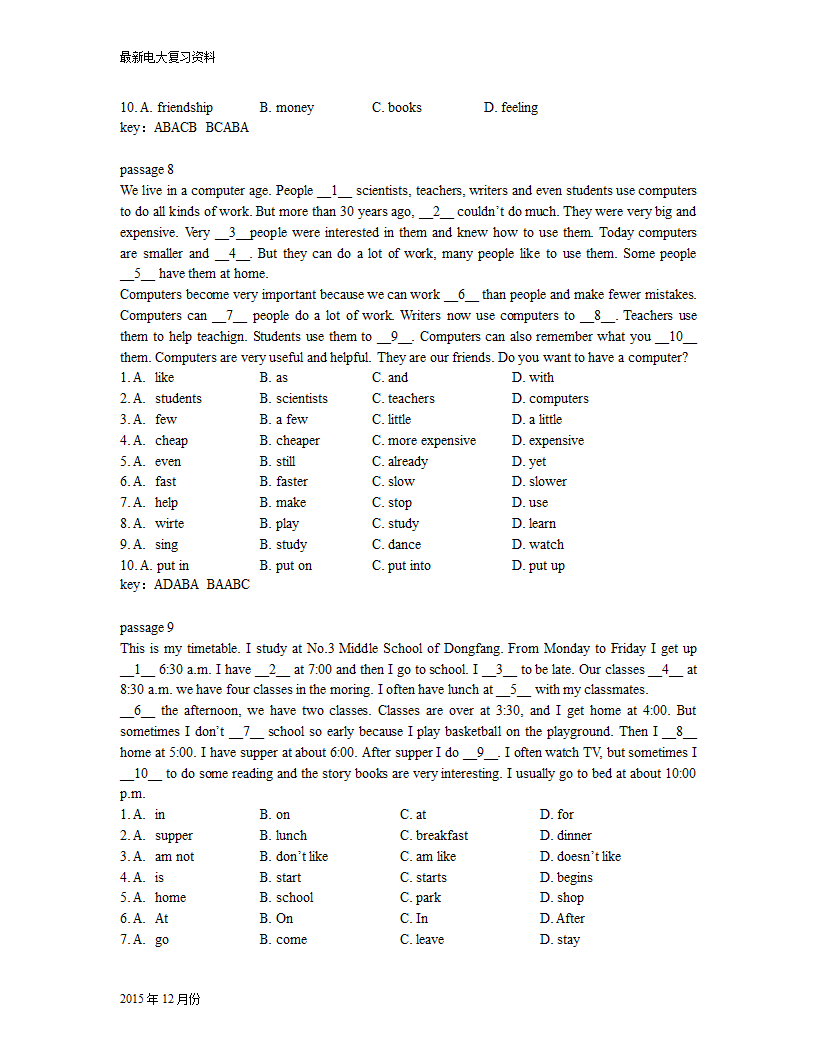 最新电大复习资料
10. A. friendship B. money C. books D. feeling
key：ABACB BCABA
passage 8
We live in a computer age. People __1__ scientists, teachers, writers and even students use computers
to do all kinds of work. But more than 30 years ago, __2__ couldn’t do much. They were very big and
expensive. Very __3__people were interested in them and knew how to use them. Today computers
are smaller and __4__. But they can do a lot of work, many people like to use them. Some people
__5__ have them at home.
Computers become very important because we can work __6__ than people and make fewer mistakes.
Computers can __7__ people do a lot of work. Writers now use computers to __8__. Teachers use
them to help teachign. Students use them to __9__. Computers can also remember what you __10__
them. Computers are very useful and helpful. They are our friends. Do you want to have a computer?
1. A. like B. as C. and D. with
2. A. students B. scientists C. teachers D. computers
3. A. few B. a few C. little D. a little
4. A. cheap B. cheaper C. more expensive D. expensive
5. A. even B. still C. already D. yet
6. A. fast B. faster C. slow D. slower
7. A. help B. make C. stop D. use
8. A. wirte B. play C. study D. learn
9. A. sing B. study C. dance D. watch
10. A. put in B. put on C. put into D. put up
key：ADABA BAABC
passage 9
This is my timetable. I study at No.3 Middle School of Dongfang. From Monday to Friday I get up
__1__ 6:30 a.m. I have __2__ at 7:00 and then I go to school. I __3__ to be late. Our classes __4__ at
8:30 a.m. we have four classes in the moring. I often have lunch at __5__ with my classmates.
__6__ the afternoon, we have two classes. Classes are over at 3:30, and I get home at 4:00. But
sometimes I don’t __7__ school so early because I play basketball on the playground. Then I __8__
home at 5:00. I have supper at about 6:00. After supper I do __9__. I often watch TV, but sometimes I
__10__ to do some reading and the story books are very interesting. I usually go to bed at about 10:00
p.m.
1. A. in B. on C. at D. for
2. A. supper B. lunch C. breakfast D. dinner
3. A. am not B. don’t like C. am like D. doesn’t like
4. A. is B. start C. starts D. begins
5. A. home B. school C. park D. shop
6. A. At B. On C. In D. After
7. A. go B. come C. leave D. stay
2015 年 12 月份